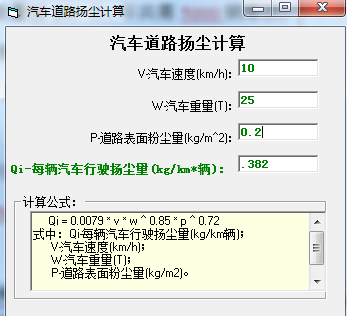 汽车道路扬尘计算
汽车道路扬尘计算
V:汽车速度(km/h):
10
W:汽车重量(T):
25
P:道路表面粉尘量(kg/m^2):
0.2
Qi-每辆汽车行驶扬尘量(kg/km*辆):
.382
计算公式:
Qi = 0.0079 * v * w ^ 0.85 * p ^ 0.72
式中: Qi每辆汽车行驶扬尘量(kg/km辆);
V:汽车速度(km/h);
W:汽车重量(T);
P:道路表面粉尘量(kg/m2)。